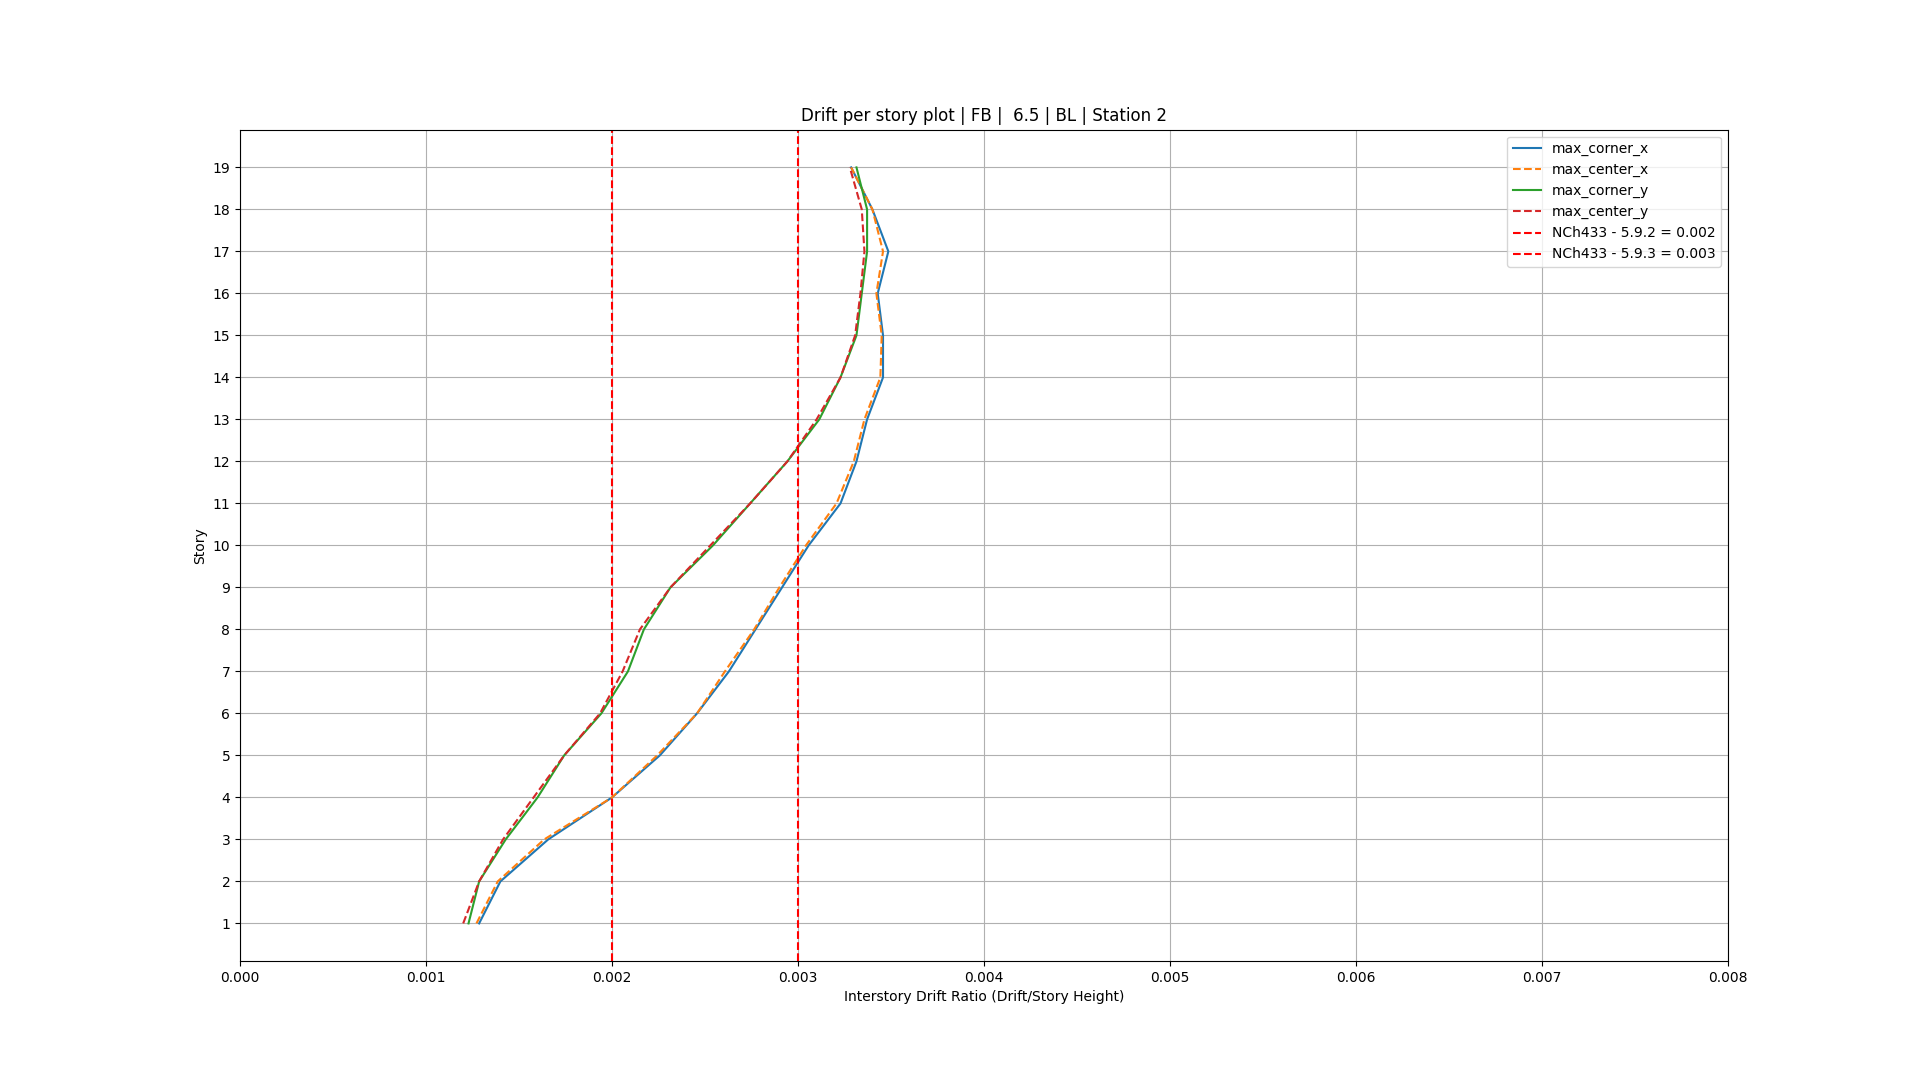 Drift per story plot | FB |  6.5 | BL | Station 2
max_corner_x
max_center_x
max_corner_y
max_center_y
NCh433 - 5.9.2 = 0.002
NCh433 - 5.9.3 = 0.003
19
18
17
16
15
14
13
12
11
10
9
8
7
6
5
4
3
2
1
Story
0.000 0.001 0.002 0.003 0.004 0.005 0.006 0.007 0.008
Interstory Drift Ratio (Drift/Story Height)